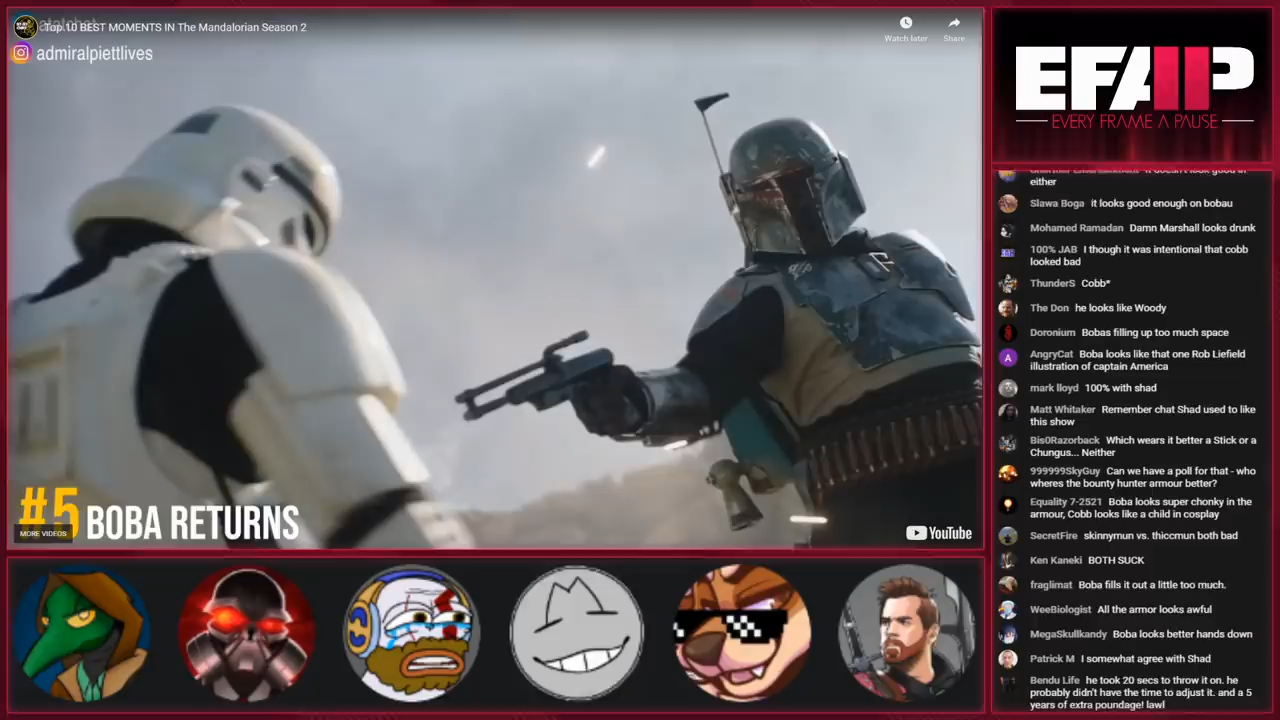 Top 10 BEST MOMENTS IN The Mandalorian Season 2
Watch later
Share
admiralpiettlives
#5 BOBA RETURNS
MORE VIDEOS
YouTube
EFAP
EVERY FRAME A PAUSE
either
Slawa Boga it looks good enough on bobau
Mohamed Ramadan Damn Marshall looks drunk
100% JAB I though it was intentional that cobb
looked bad
ThunderS Cobb*
The Don he looks like Woody
Doronium Bobas filling up too much space
AngryCat Boba looks like that one Rob Liefield
illustration of captain America
mark lloyd 100% with shad
Matt Whitaker Remember chat Shad used to like
this show
Bis0Razorback Which wears it better a Stick or a
Chungus... Neither
999999SkyGuy Can we have a poll for that - who
wheres the bounty hunter armour better?
Equality 7-2521 Boba looks super chonky in the
armour, Cobb looks like a child in cosplay
SecretFire skinnymun vs. thiccmun both bad
Ken Kaneki BOTH SUCK
fraglimat Boba fills it out a little too much.
WeeBiologist All the armor looks awful
MegaSkullkandy Boba looks better hands down
Patrick M I somewhat agree with Shad
Bendu Life he took 20 secs to throw it on. he
probably didn't have the time to adjust it. and a 5
years of extra poundage! lawl